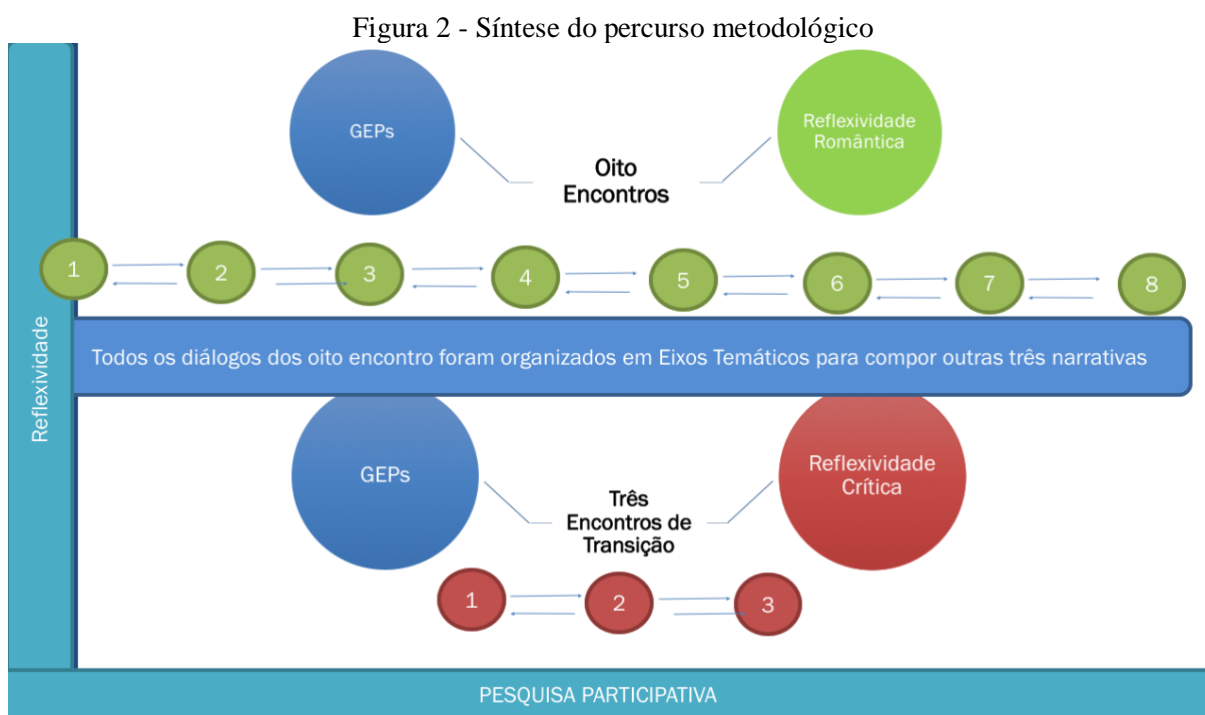 Figura 2 - Síntese do percurso metodológico
GEPs
Reflexividade
Romântica
Oito
Encontros
1
2
3
4
5
6
7
8
Todos os diálogos dos oito encontro foram organizados em Eixos Temáticos para compor outras três narrativas
Reflexividade
GEPs
Reflexividade
Crítica
Três
Encontros de
Transição
1
2
3
PESQUISA PARTICIPATIVA